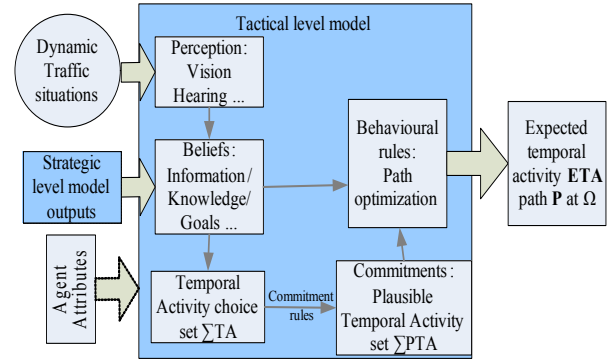 Tactical level model
Dynamic
Traffic
situations
Perception:
Vision
Hearing ...
Strategic
level model
outputs
Beliefs:
Information/
Knowledge/
Goals ...
Behavioural
rules:
Path
optimization
Expected
temporal
activity ETA
path P at Ω
Agent
Attributes
Temporal
Activity choice
set ∑TA
Commitment
rules
Commitments:
Plausible
Temporal Activity
set ∑PTA